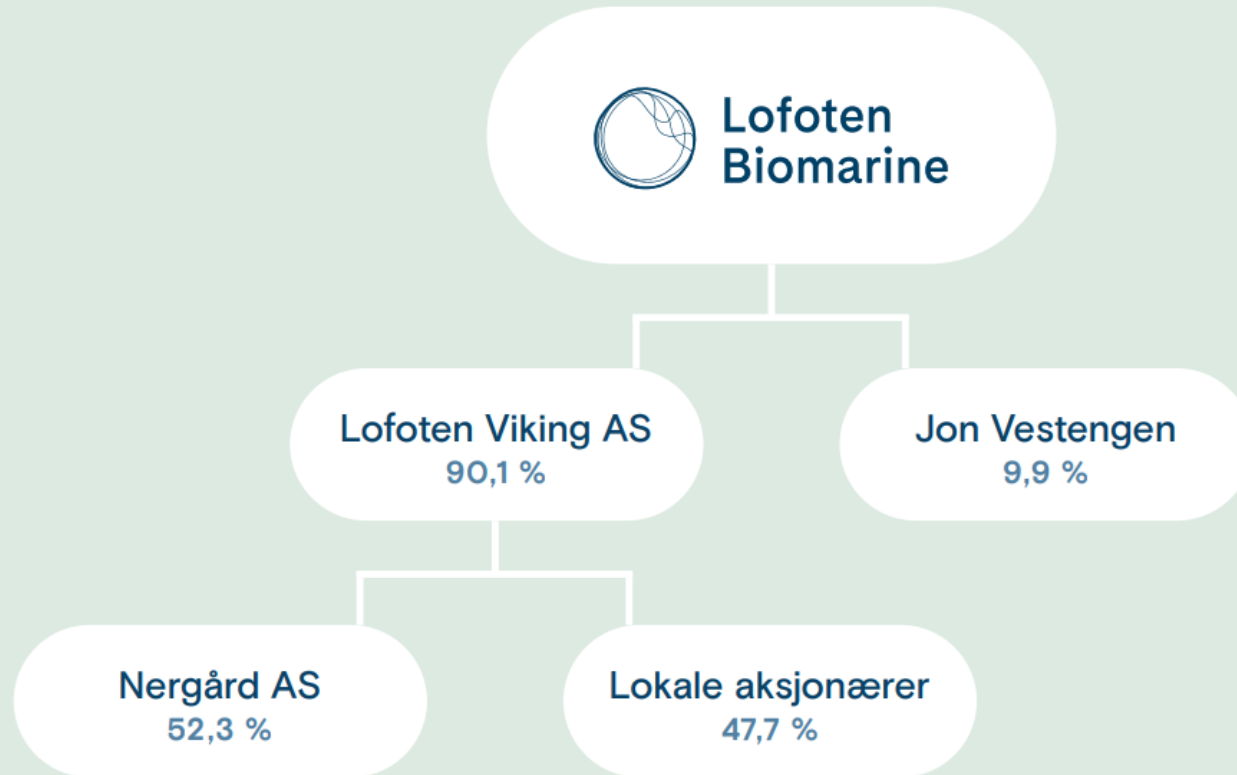 Lofoten
Biomarine
Lofoten Viking AS
90,1 %
Jon Vestengen
9,9 %
Nergård AS
52,3 %
Lokale aksjonærer
47,7 %